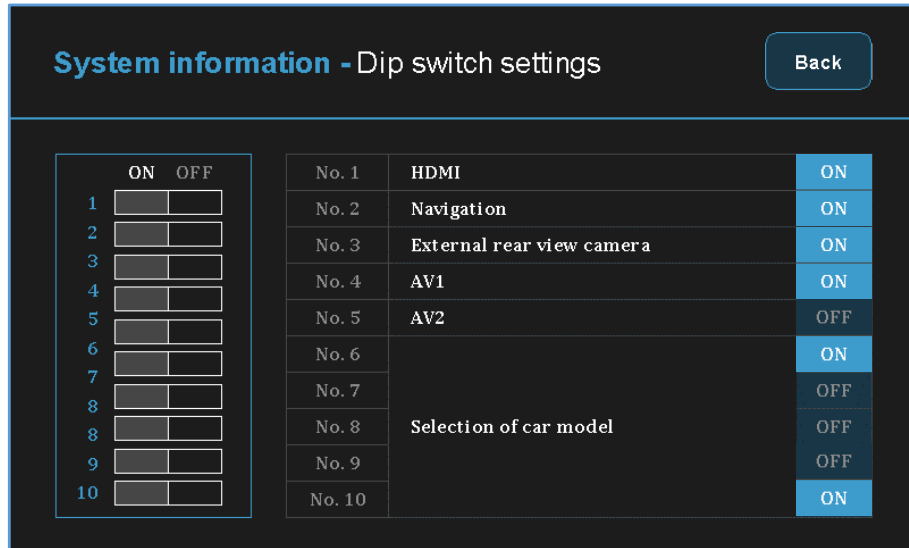 System information - Dip switch settings
Back
ON OFF
1
2
3
4
5
6
7
8
8
9
10
No. 1 HDMI ON
No. 2 Navigation ON
No. 3 External rear view camera ON
No. 4 AV1 ON
No. 5 AV2 OFF
No. 6 ON
No. 7 OFF
No. 8 Selection of car model OFF
No. 9 OFF
No. 10 ON